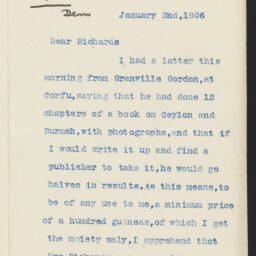 Dem
January 2nd,1906
Dear Richards
I had a latter this
morning from Granville Gordon,at
Corfu,saying that he had done 12
chapters of a book on Ceylon and
Burmah,with photographs,and that if
I would write it up and find a
publisher to take it,he would go
halves in results.As this means,to
be of any use to me,a minimum price
of a hundred guineas,of which I get
the moiety only,I apprehend that